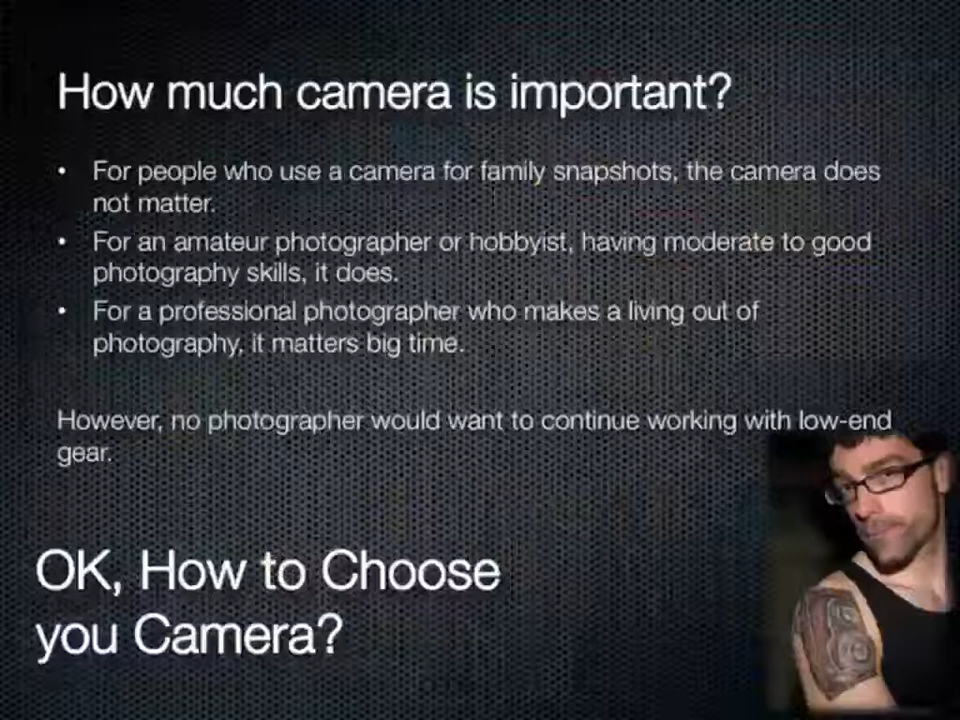 How much camera is important?
• For people who use a camera for family snapshots, the camera does
not matter.
• For an amateur photographer or hobbyist, having moderate to good
photography skills, it does.
• For a professional photographer who makes a living out of
photography, it matters big time.
However, no photographer would want to continue working with low-end
gear.
OK, How to Choose
you Camera?